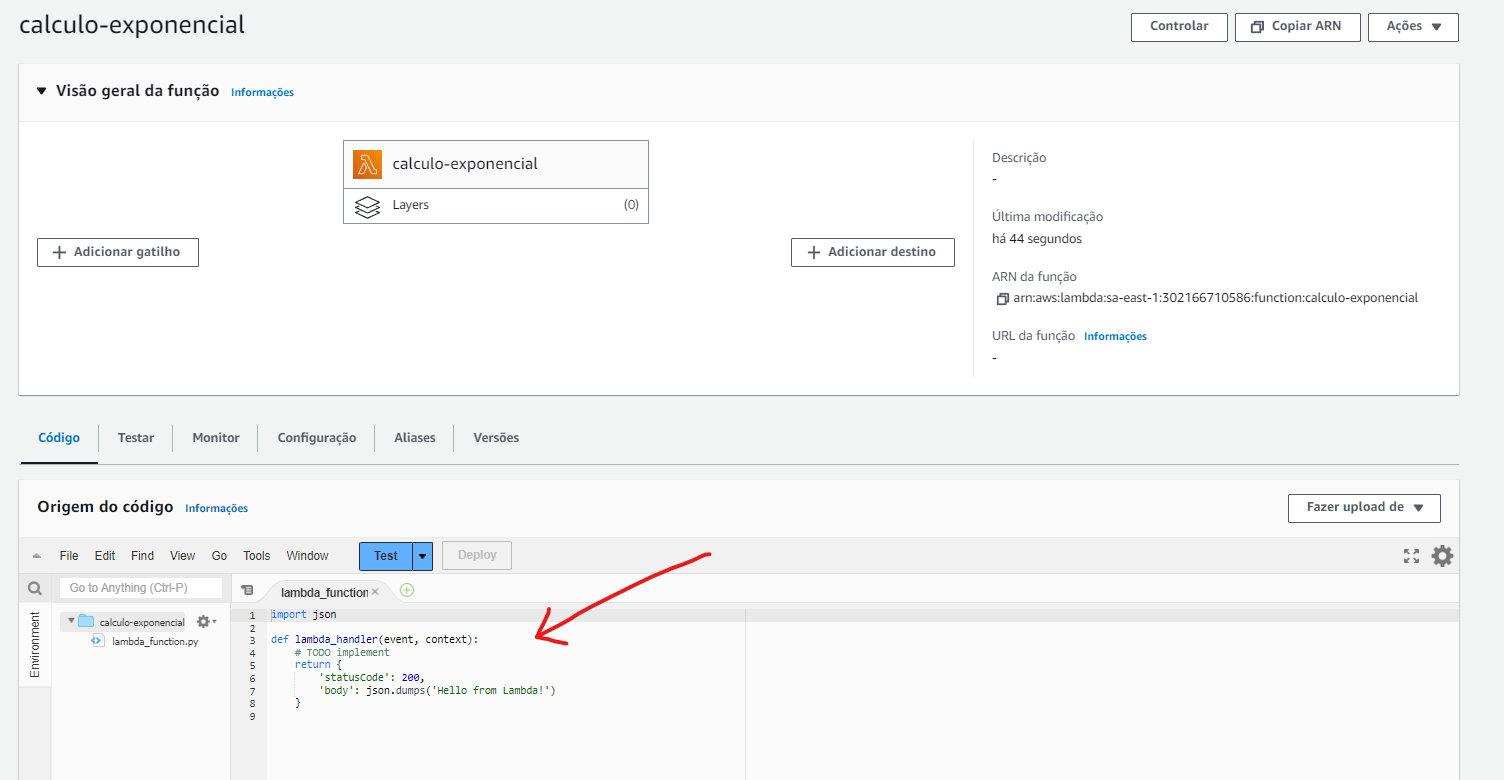 calculo-exponencial
Controlar
Copiar ARN
Ações
Visão geral da função Informações
calculo-exponencial
Layers (0)
Adicionar gatilho
Adicionar destino
Descrição
-
Última modificação
há 44 segundos
ARN da função
arn:aws:lambda:sa-east-1:302166710586:function:calculo-exponencial
URL da função Informações
-
Código Testar Monitor Configuração Aliases Versões
Origem do código Informações
Fazer upload de
File Edit Find View Go Tools Window Test Deploy
Go to Anything (Ctrl-P)
Environment
calculo-exponencial
lambda_function.py
lambda_function
1 import json
2
3 def lambda_handler(event, context):
4 # TODO implement
5 return {
6 'statusCode': 200,
7 'body': json.dumps('Hello from Lambda!')
8 }
9